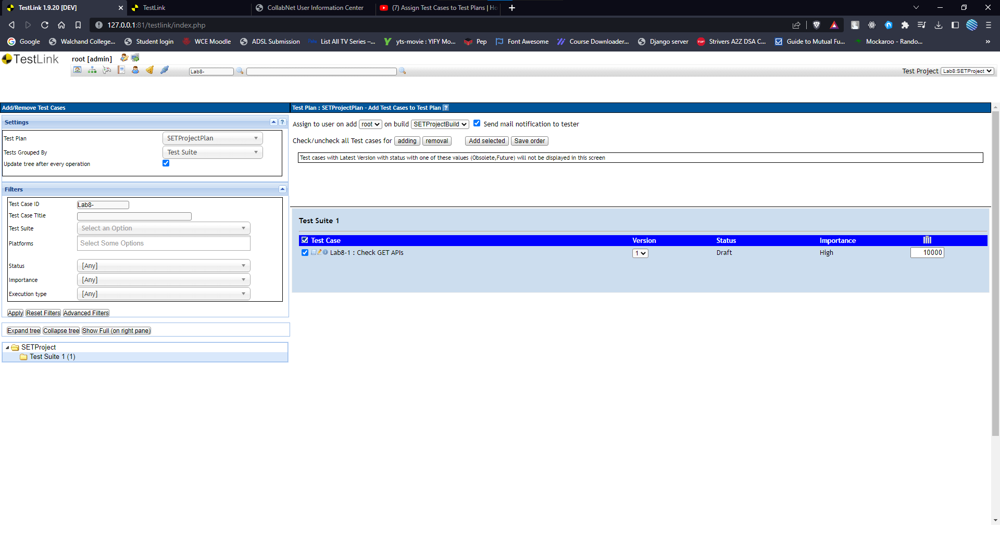 TestLink 1.9.20 [DEV]
TestLink
CollabNet User Information Center
(7) Assign Test Cases to Test Plans | Ho
127.0.0.1:81/testlink/index.php
Google
Walchand College...
Student login
WCE Moodle
ADSL Submission
List All TV Series –...
yts-movie : YIFY Mo...
Pep
Font Awesome
Course Downloader...
Django server
Strivers A2Z DSA C...
Guide to Mutual Fu...
Mockaroo - Rando...
TestLink
root [admin]
Lab8-
Test Project
Lab8:SETProject
Add/Remove Test Cases
Test Plan : SETProjectPlan - Add Test Cases to Test Plan
Settings
Test Plan
SETProjectPlan
Tests Grouped By
Test Suite
Update tree after every operation
Assign to user on add root on build SETProjectBuild Send mail notification to tester
Check/uncheck all Test cases for adding removal Add selected Save order
Test cases with Latest Version with status with one of these values (Obsolete,Future) will not be displayed in this screen
Filters
Test Case ID
Lab8-
Test Case Title
Test Suite
Select an Option
Platforms
Select Some Options
Status
[Any]
Importance
[Any]
Execution type
[Any]
Apply Reset Filters Advanced Filters
Expand tree Collapse tree Show Full (on right pane)
SETProject
Test Suite 1 (1)
Test Suite 1
Test Case Version Status Importance
Lab8-1 : Check GET APIs 1 Draft High 10000